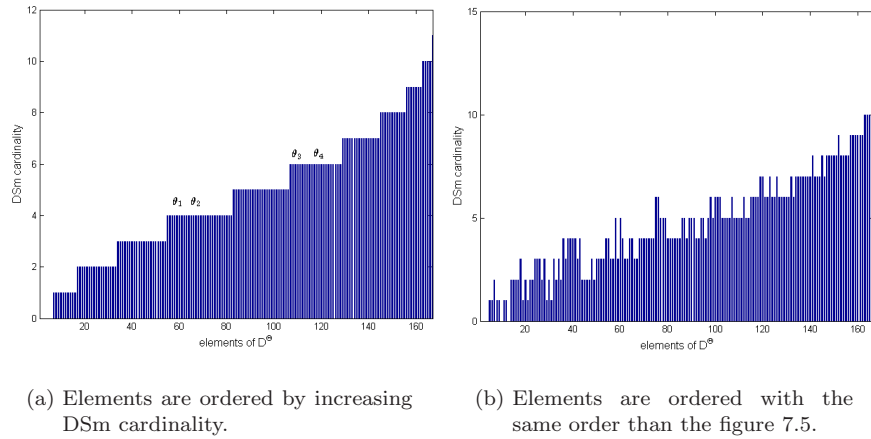 12
10
8
6
4
2
0
DSm cardinality
ϑ1 ϑ2
ϑ3 ϑ4
20 40 60 80 100 120 140 160
elements of D^Θ
15
10
5
0
DSm cardinality
20 40 60 80 100 120 140 160
elements of D^Θ
(a) Elements are ordered by increasing
DSm cardinality.
(b) Elements are ordered with the
same order than the figure 7.5.